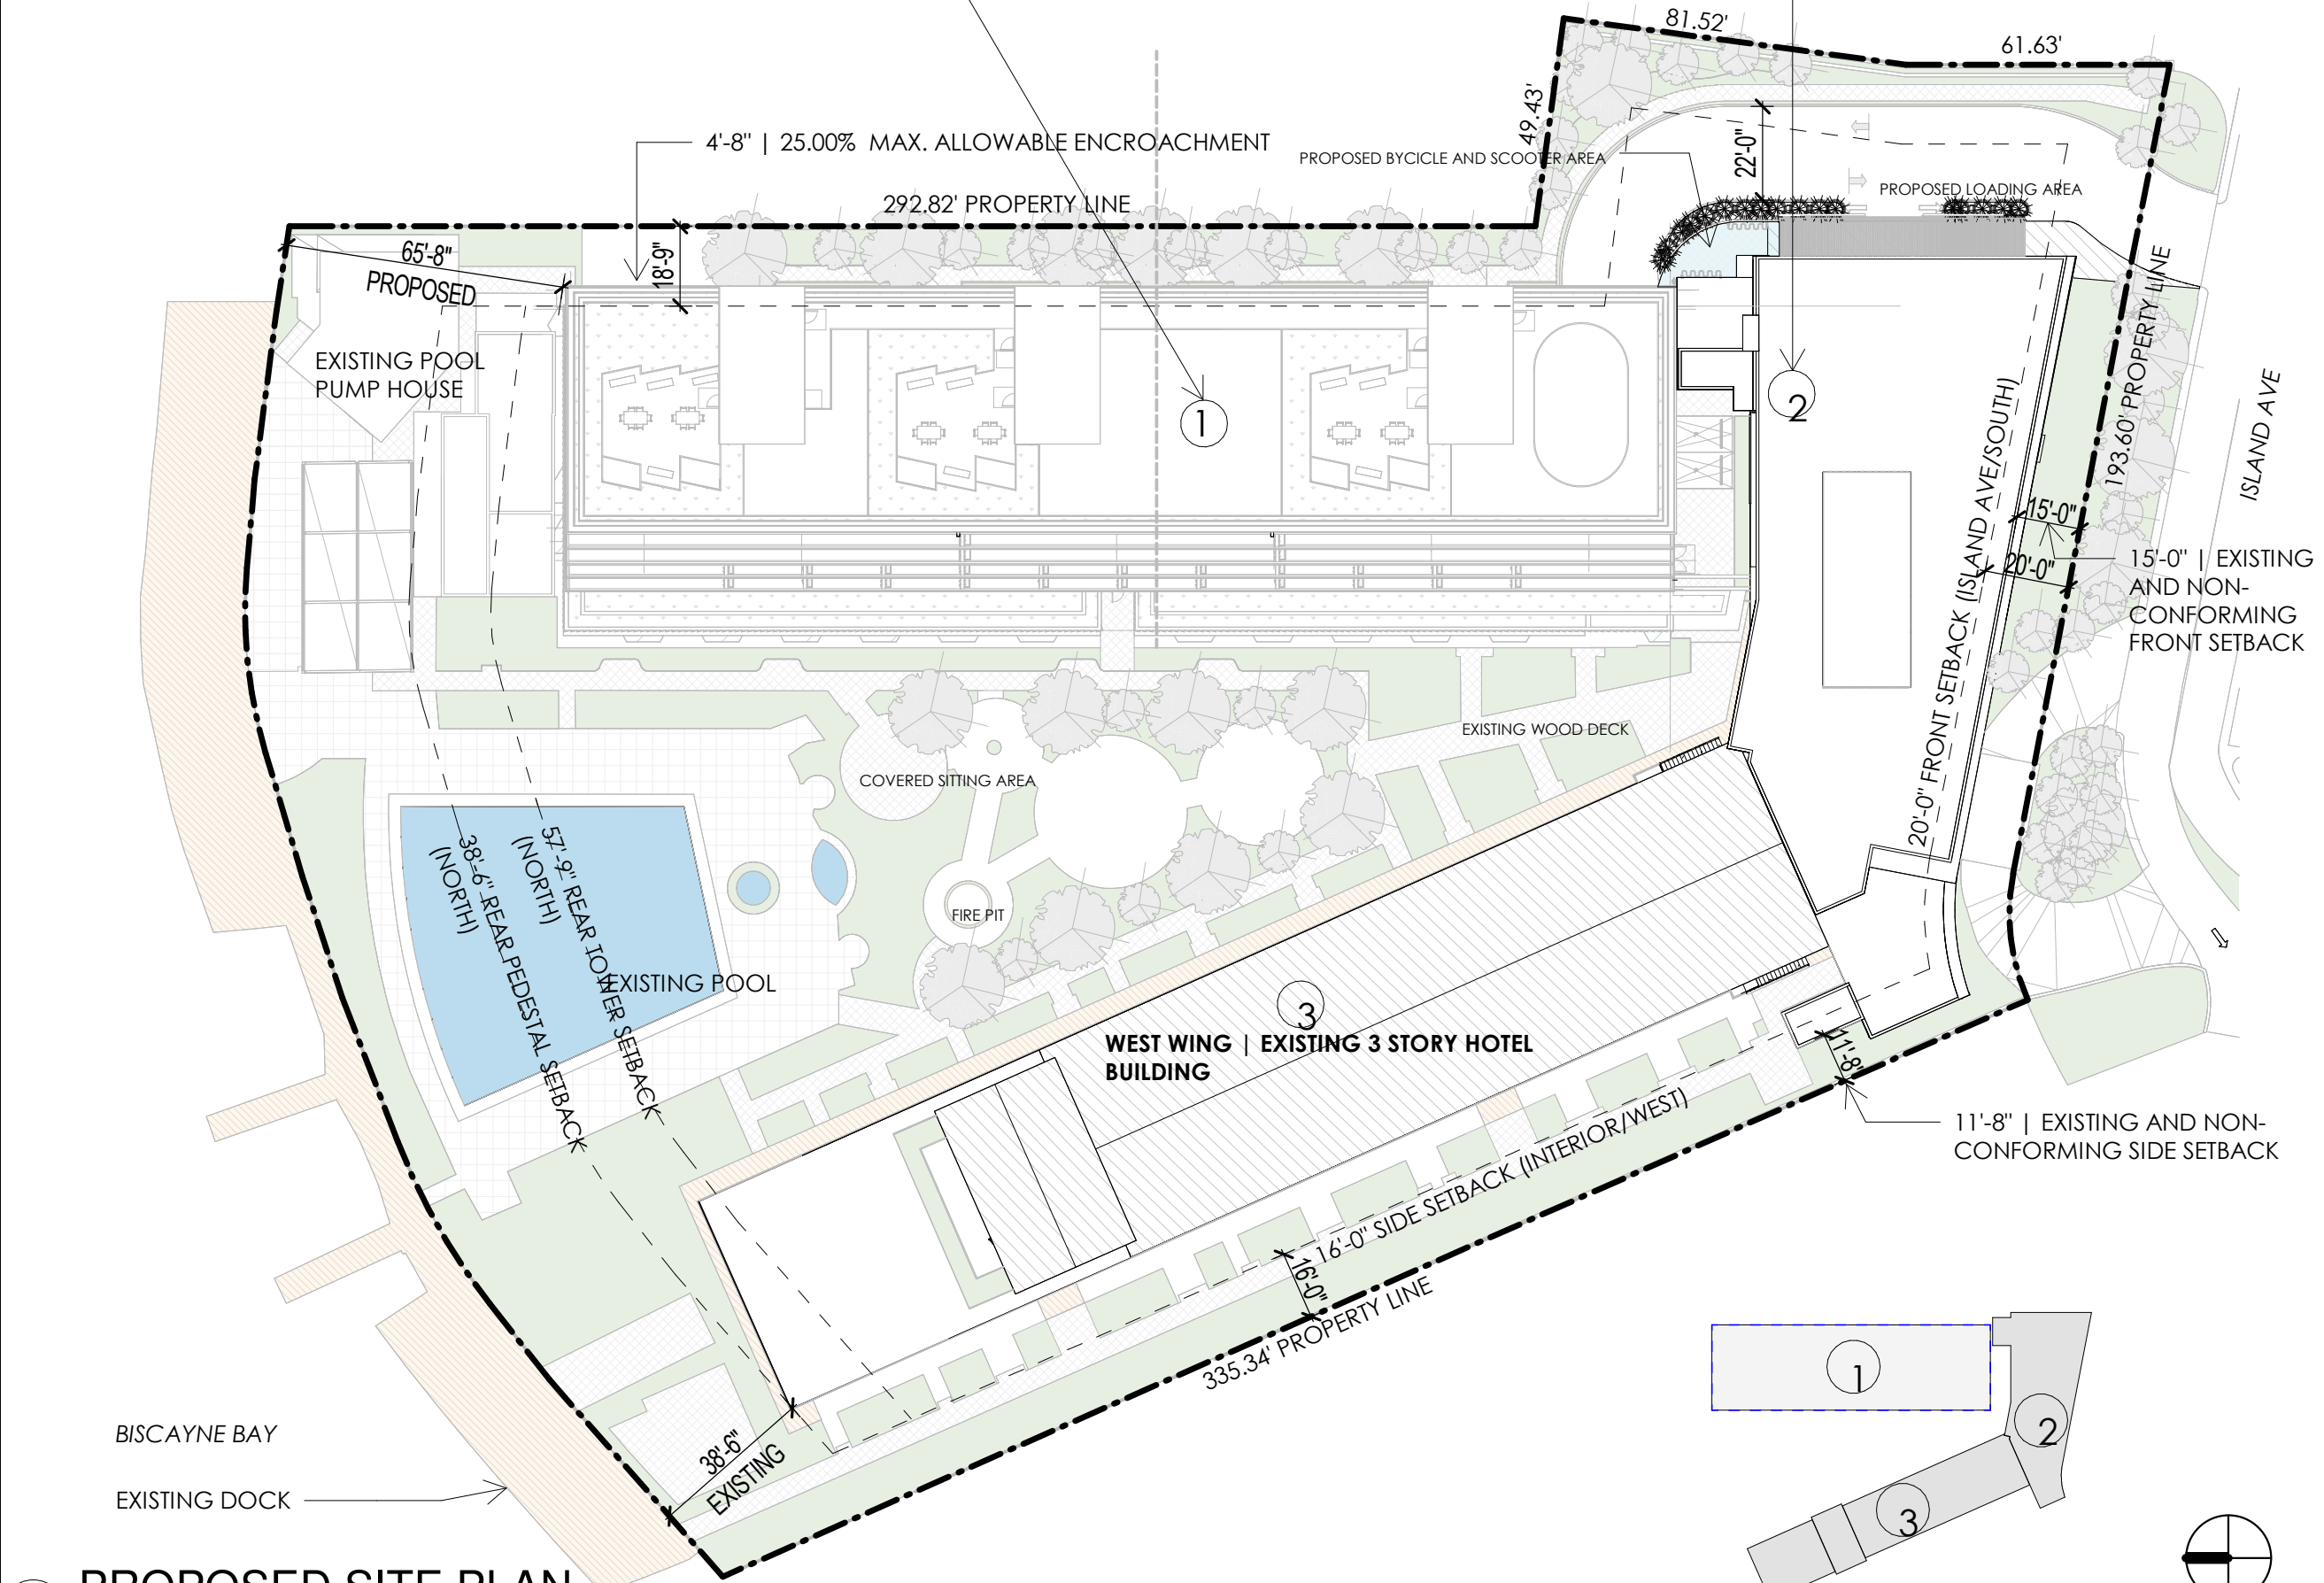 81.52'
61.63'
49.43'
4'-8" | 25.00% MAX. ALLOWABLE ENCROACHMENT
22'-0"
PROPOSED BYCICLE AND SCOOTER AREA
PROPOSED LOADING AREA
292.82' PROPERTY LINE
18'-9"
65'-8"
PROPOSED
EXISTING POOL
PUMP HOUSE
1
2
193.60' PROPERTY LINE
ISLAND AVE
15'-0"
20'-0"
15'-0" | EXISTING
AND NON-
CONFORMING
FRONT SETBACK
20'-0" FRONT SETBACK (ISLAND AVE/SOUTH)
EXISTING WOOD DECK
COVERED SITTING AREA
57'-9" REAR TOWER SETBACK
(NORTH)
38'-6" REAR PEDESTAL SETBACK
(NORTH)
FIRE PIT
EXISTING POOL
3
WEST WING | EXISTING 3 STORY HOTEL
BUILDING
11'-8"
11'-8" | EXISTING AND NON-
CONFORMING SIDE SETBACK
16'-0" SIDE SETBACK (INTERIOR/WEST)
16'-0"
335.34' PROPERTY LINE
38'-6"
EXISTING
BISCAYNE BAY
EXISTING DOCK
1
2
3
PROPOSED SITE PLAN